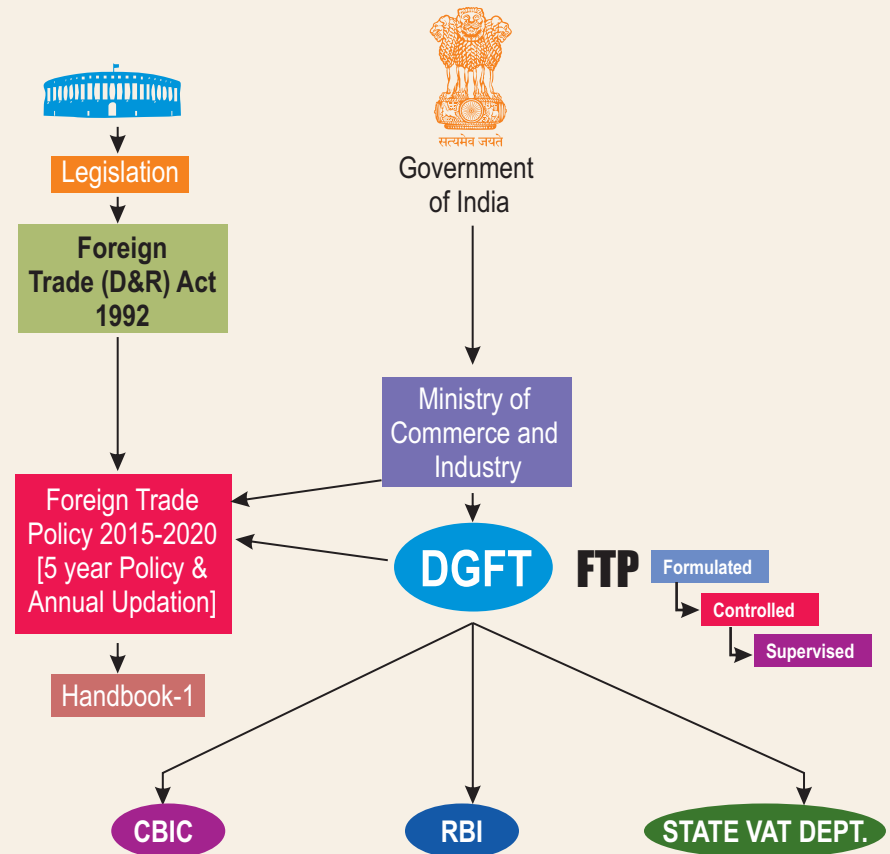 सत्यमेव जयते
Government
of India
Legislation
Foreign
Trade (D&R) Act
1992
Ministry of
Commerce and
Industry
Foreign Trade
Policy 2015-2020
[5 year Policy &
Annual Updation]
DGFT
FTP
Formulated
Controlled
Supervised
Handbook-1
CBIC
RBI
STATE VAT DEPT.